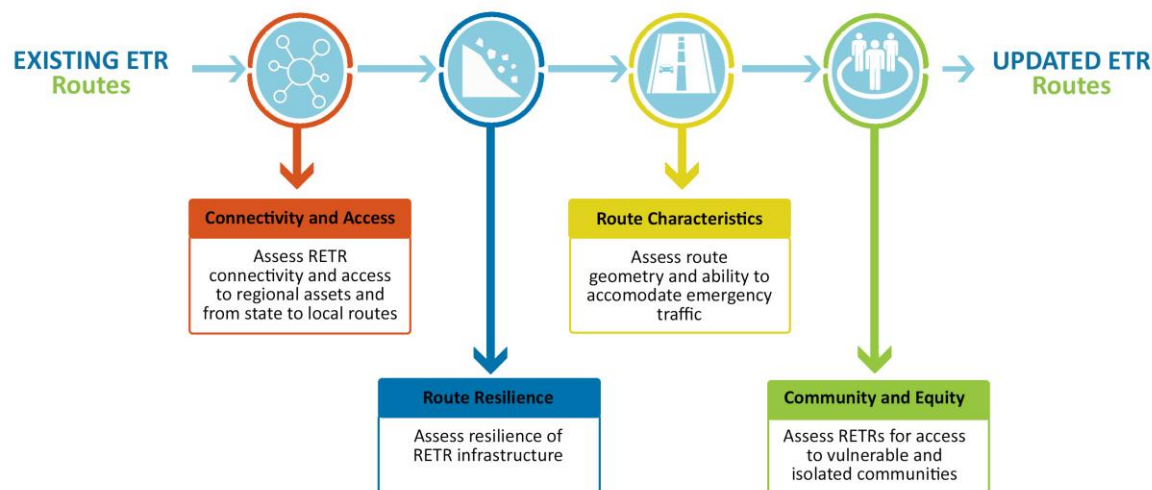 EXISTING ETR
Routes
UPDATED ETR
Routes
Connectivity and Access
Assess RETR
connectivity and access
to regional assets and
from state to local routes
Route Characteristics
Assess route
geometry and ability to
accomodate emergency
traffic
Route Resilience
Assess resilience of
RETR infrastructure
Community and Equity
Assess RETRs for access
to vulnerable and
isolated communities